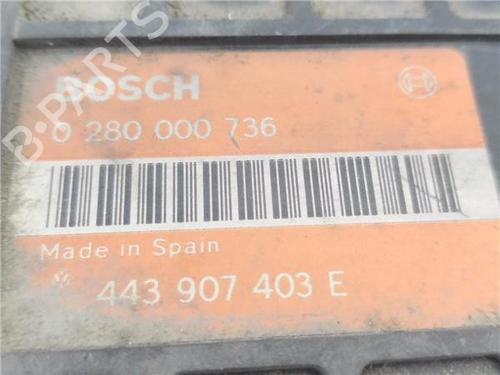 B-PARTS
BOSCH
0 280 000 736
Made in Spain
* 443 907 403 E